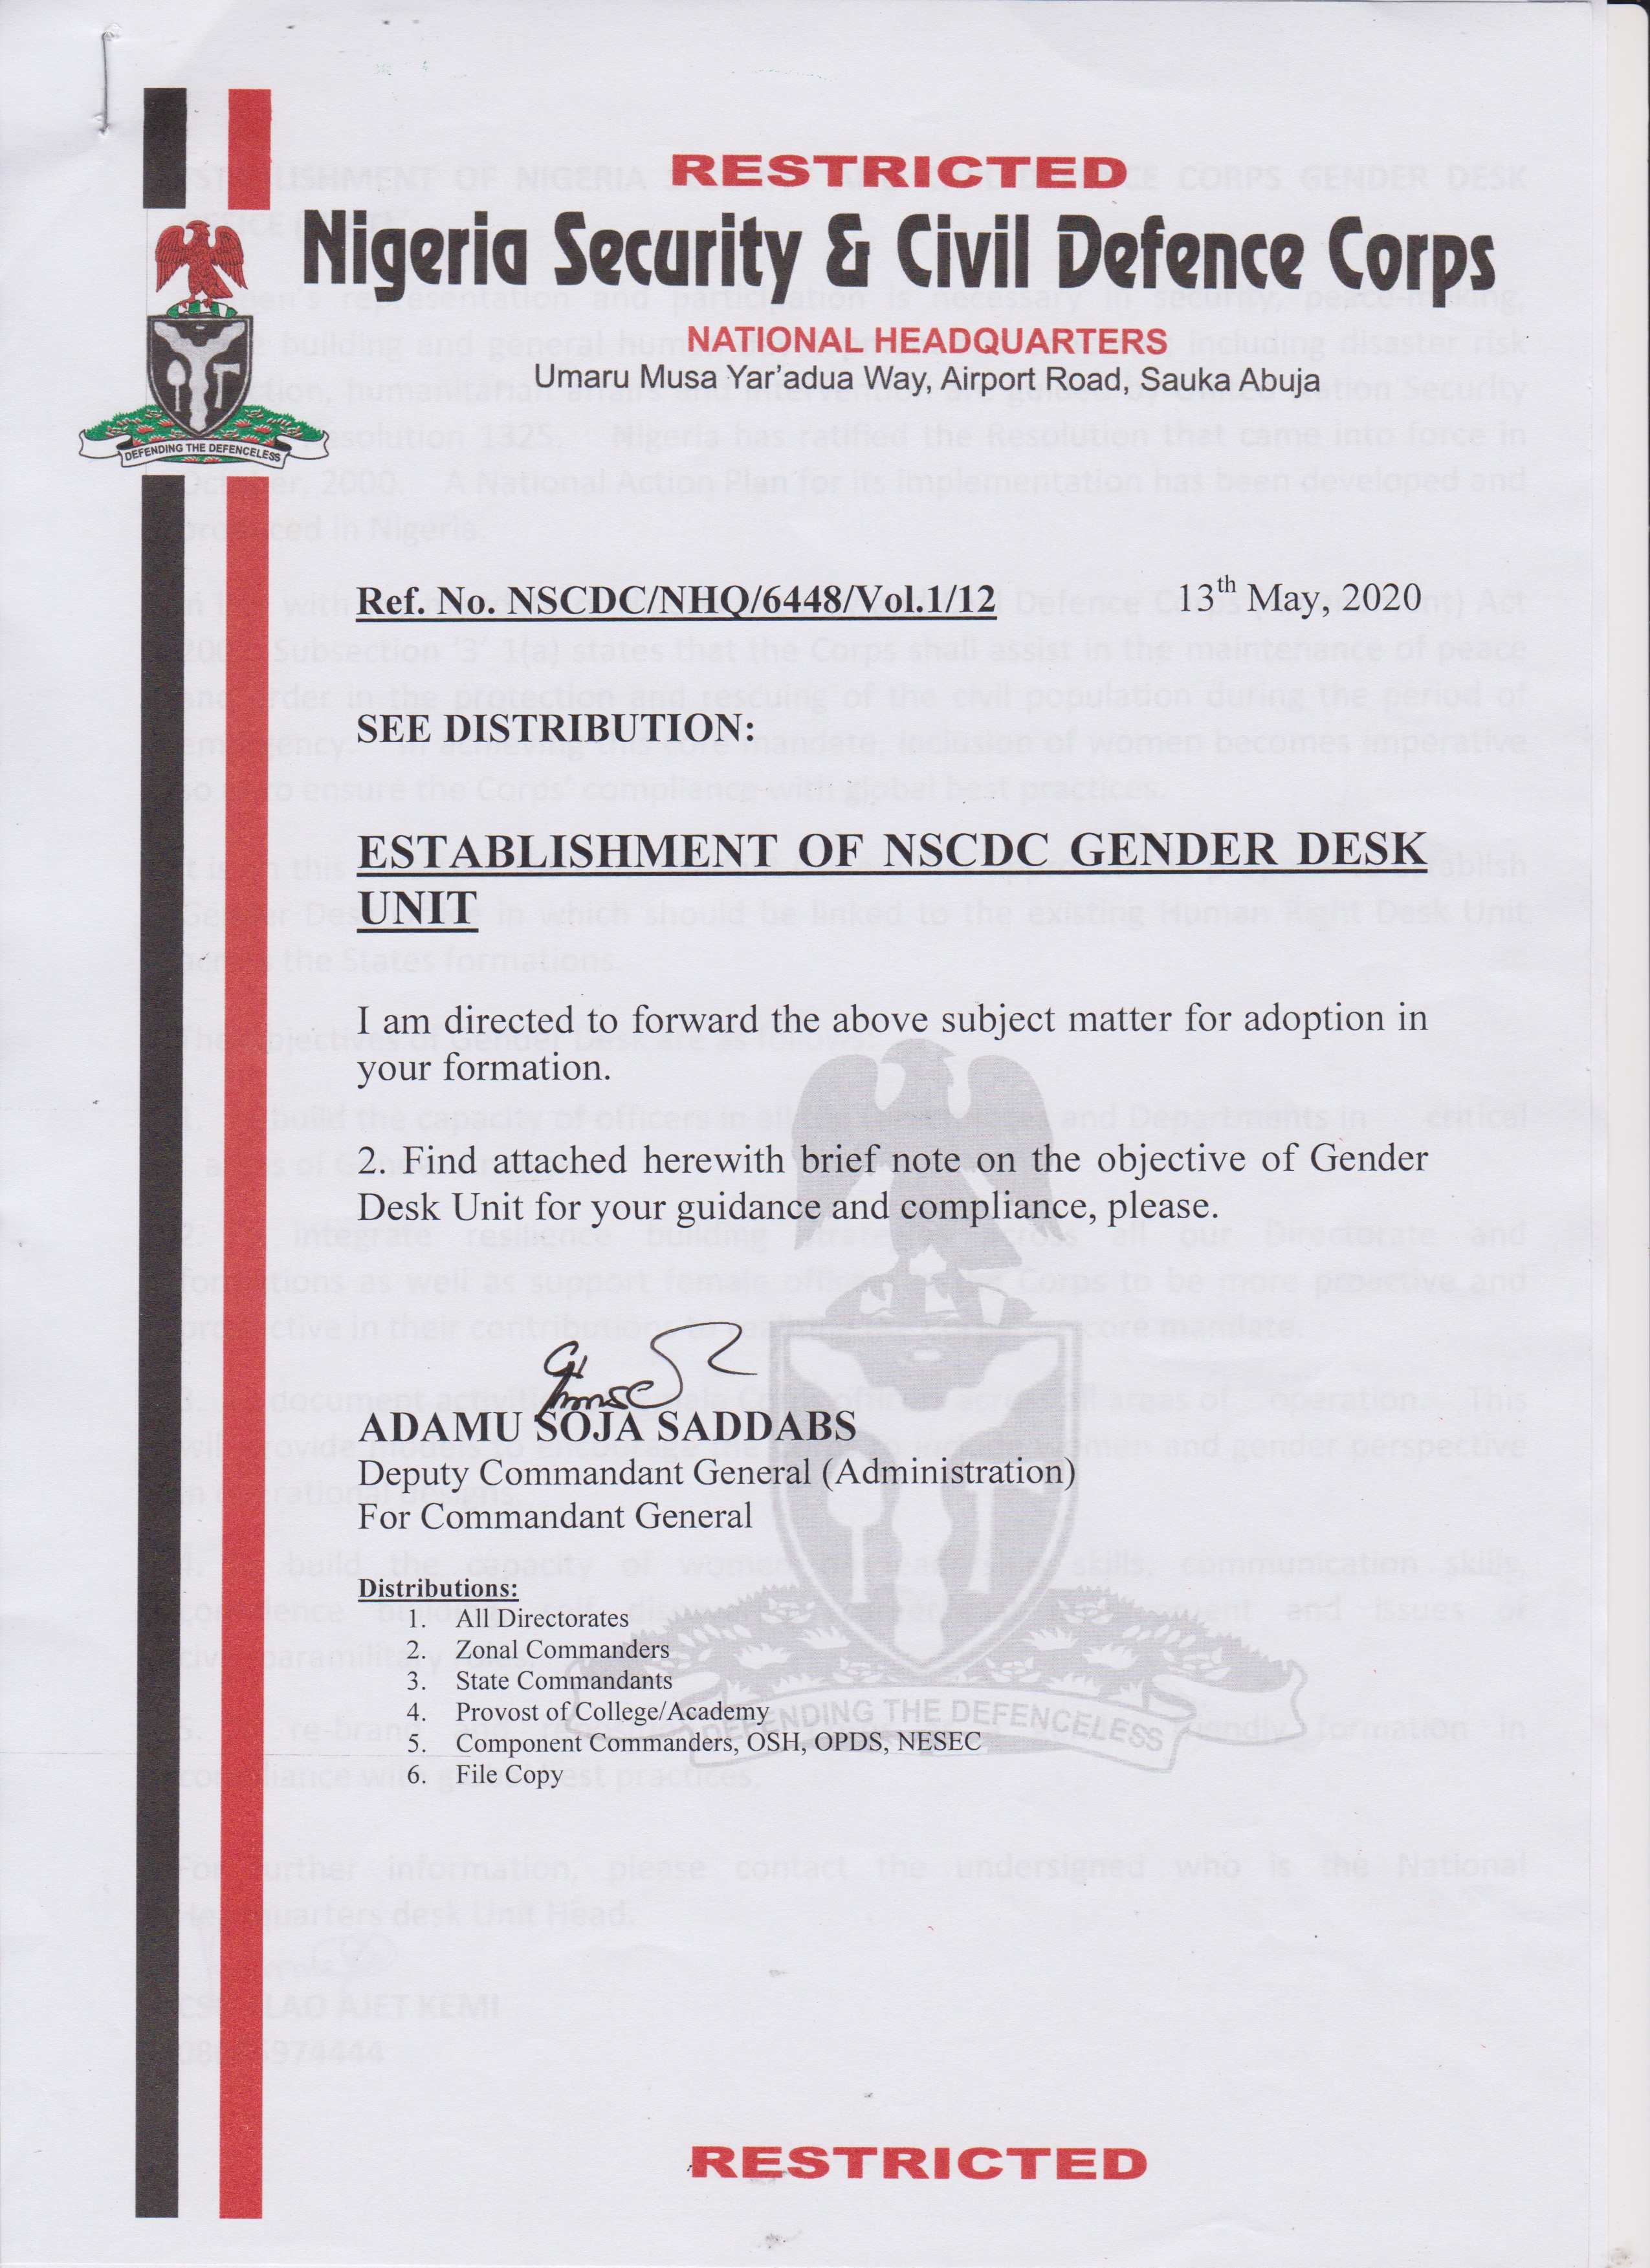 RESTRICTED
Nigeria Security & Civil Defence Corps
NATIONAL HEADQUARTERS
Umaru Musa Yar'adua Way, Airport Road, Sauka Abuja
DEFENDING THE DEFENCELESS
Ref. No. NSCDC/NHQ/6448/Vol.1/12 13th May, 2020
SEE DISTRIBUTION:
ESTABLISHMENT OF NSCDC GENDER DESK
UNIT
I am directed to forward the above subject matter for adoption in
your formation.
2. Find attached herewith brief note on the objective of Gender
Desk Unit for your guidance and compliance, please.
ADAMU SOJA SADDABS
Deputy Commandant General (Administration)
For Commandant General
Distributions:
1. All Directorates
2. Zonal Commanders
3. State Commandants
4. Provost of College/Academy
5. Component Commanders, OSH, OPDS, NESEC
6. File Copy
DEFENDING THE DEFENCELESS
RESTRICTED